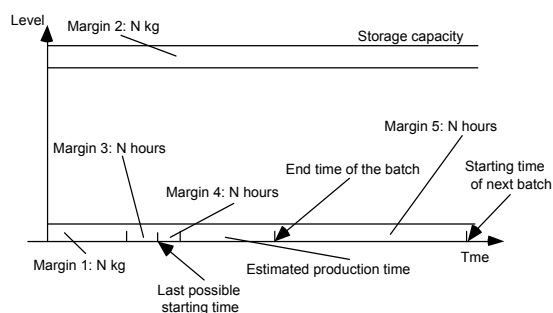 Level
Margin 2: N kg
Storage capacity
Margin 5: N hours
Margin 3: N hours
End time of the batch
Starting time
of next batch
Margin 4: N hours
Margin 1: N kg
Estimated production time
Tme
Last possible
starting time